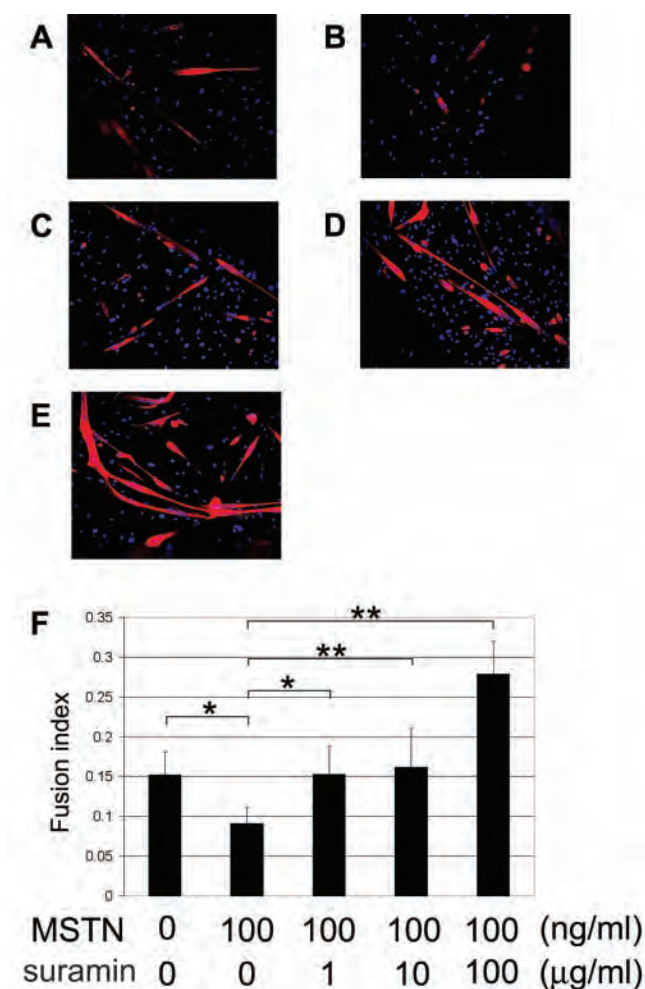 A
B
C
D
E
F
0.35
0.3
0.25
0.2
0.15
0.1
0.05
0
Fusion index
*
*
**
**
MSTN 0 100 100 100 100 (ng/ml)
suramin 0 0 1 10 100 (μg/ml)